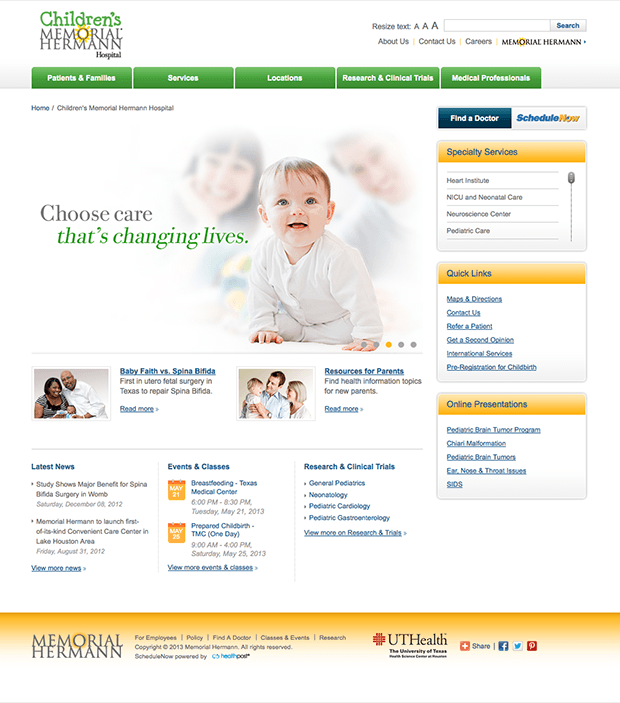 Children's
MEMORIAL
HERMANN
Hospital
Resize text: A A A
Search
About Us | Contact Us | Careers | MEMORIAL HERMANN
Patients & Families
Services
Locations
Research & Clinical Trials
Medical Professionals
Home / Children's Memorial Hermann Hospital
Find a Doctor
ScheduleNow
Choose care
that's changing lives.
Specialty Services
Heart Institute
NICU and Neonatal Care
Neuroscience Center
Pediatric Care
Quick Links
Maps & Directions
Contact Us
Refer a Patient
Get a Second Opinion
International Services
Pre-Registration for Childbirth
Baby Faith vs. Spina Bifida
First in utero fetal surgery in
Texas to repair Spina Bifida.
Read more »
Resources for Parents
Find health information topics
for new parents.
Read more »
Online Presentations
Pediatric Brain Tumor Program
Chiari Malformation
Pediatric Brain Tumors
Ear, Nose & Throat Issues
SIDS
Latest News
Study Shows Major Benefit for Spina
Bifida Surgery in Womb
Saturday, December 08, 2012
Memorial Hermann to launch first-
of-its-kind Convenient Care Center in
Lake Houston Area
Friday, August 31, 2012
View more news »
Events & Classes
MAY
21
Breastfeeding - Texas
Medical Center
6:00 PM - 8:30 PM,
Tuesday, May 21, 2013
MAY
25
Prepared Childbirth -
TMC (One Day)
9:00 AM - 4:00 PM,
Saturday, May 25, 2013
View more events & classes »
Research & Clinical Trials
General Pediatrics
Neonatology
Pediatric Cardiology
Pediatric Gastroenterology
View more on Research & Trials »
MEMORIAL
HERMANN
For Employees | Policy | Find A Doctor | Classes & Events | Research
Copyright © 2013 Memorial Hermann. All rights reserved.
ScheduleNow powered by healthpost
UTHealth
The University of Texas
Health Science Center at Houston
Share